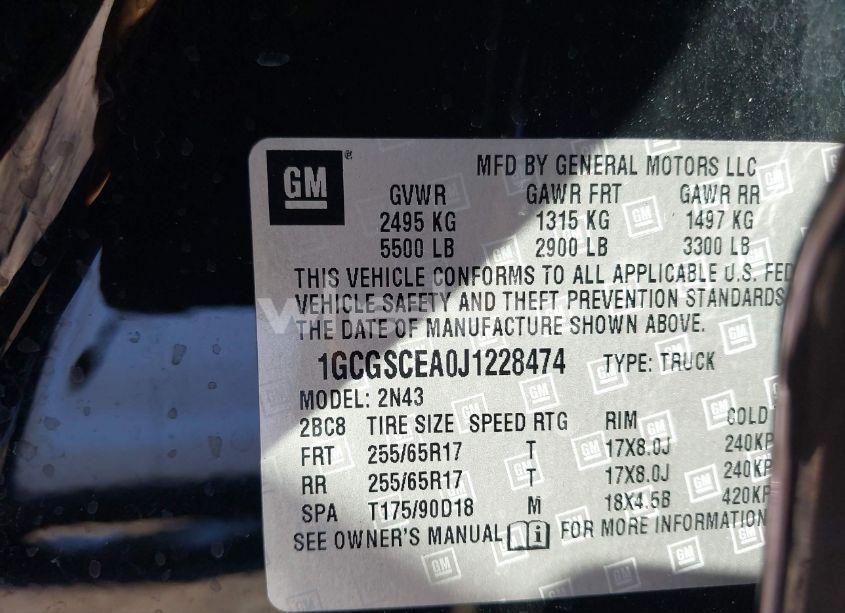 GM®
MFD BY GENERAL MOTORS LLC
GVWR GAWR FRT GAWR RR
2495 KG 1315 KG 1497 KG
5500 LB 2900 LB 3300 LB
THIS VEHICLE CONFORMS TO ALL APPLICABLE U.S. FED
VEHICLE SAFETY AND THEFT PREVENTION STANDARDS
THE DATE OF MANUFACTURE SHOWN ABOVE.
1GCGSCEA0J1228474 TYPE: TRUCK
MODEL: 2N43
2BC8 TIRE SIZE SPEED RTG RIM COLD
FRT 255/65R17 T 17X8.0J 240KP
RR 255/65R17 T 17X8.0J 240KP
SPA T175/90D18 M 18X4.5B 420KP
SEE OWNER'S MANUAL FOR MORE INFORMATION